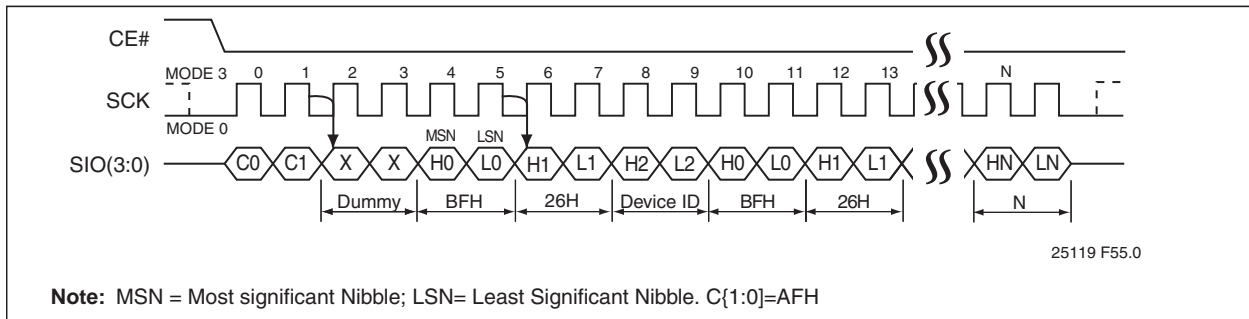 CE#
MODE 3 0 1 2 3 4 5 6 7 8 9 10 11 12 13 N
SCK
MODE 0
MSN LSN
SIO(3:0) C0 C1 X X H0 L0 H1 L1 H2 L2 H0 L0 H1 L1 HN LN
Dummy BFH 26H Device ID BFH 26H N
25119 F55.0
Note: MSN = Most significant Nibble; LSN= Least Significant Nibble. C{1:0]=AFH